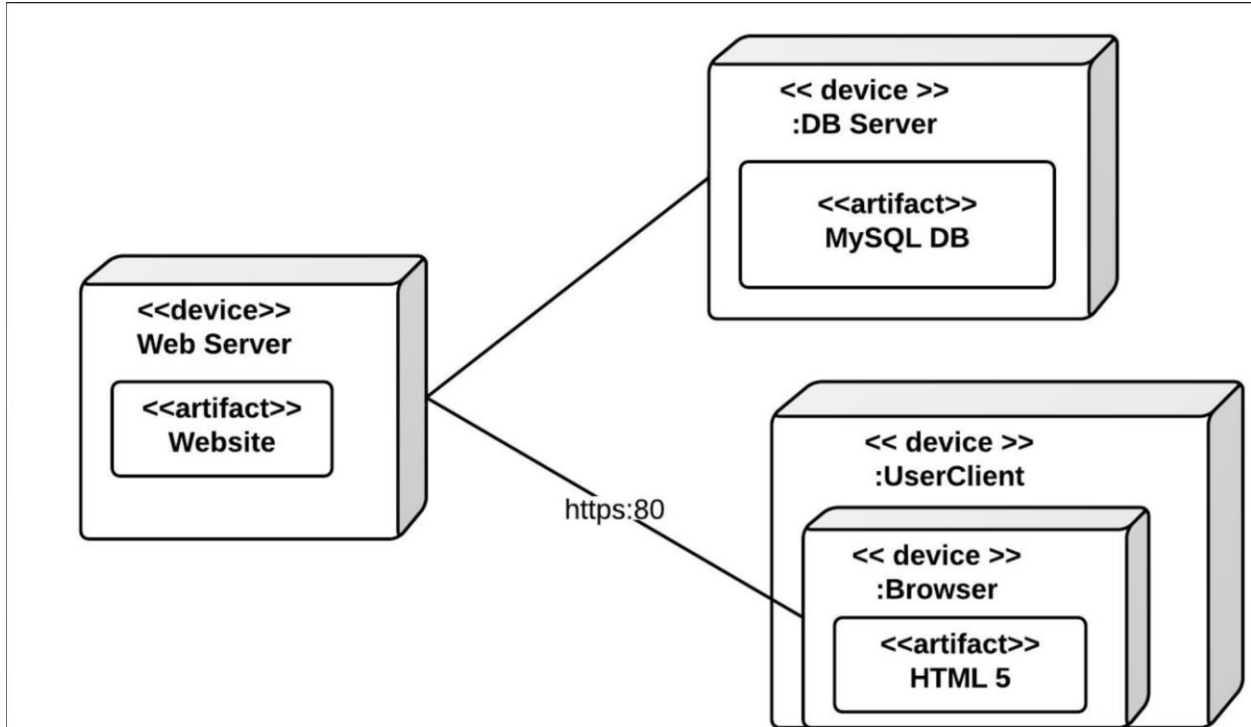 << device >>
:DB Server
<<artifact>>
MySQL DB
<<device>>
Web Server
<<artifact>>
Website
https:80
<< device >>
:UserClient
<< device >>
:Browser
<<artifact>>
HTML 5